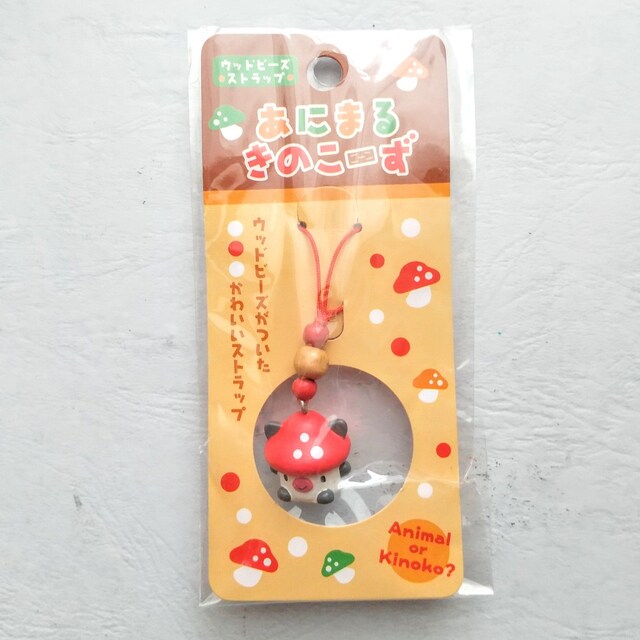 ウッドビーズ
ストラップ
あにまる
きのこーず
ウッドビーズがついた
かわいいストラップ
Animal
or
Kinoko?